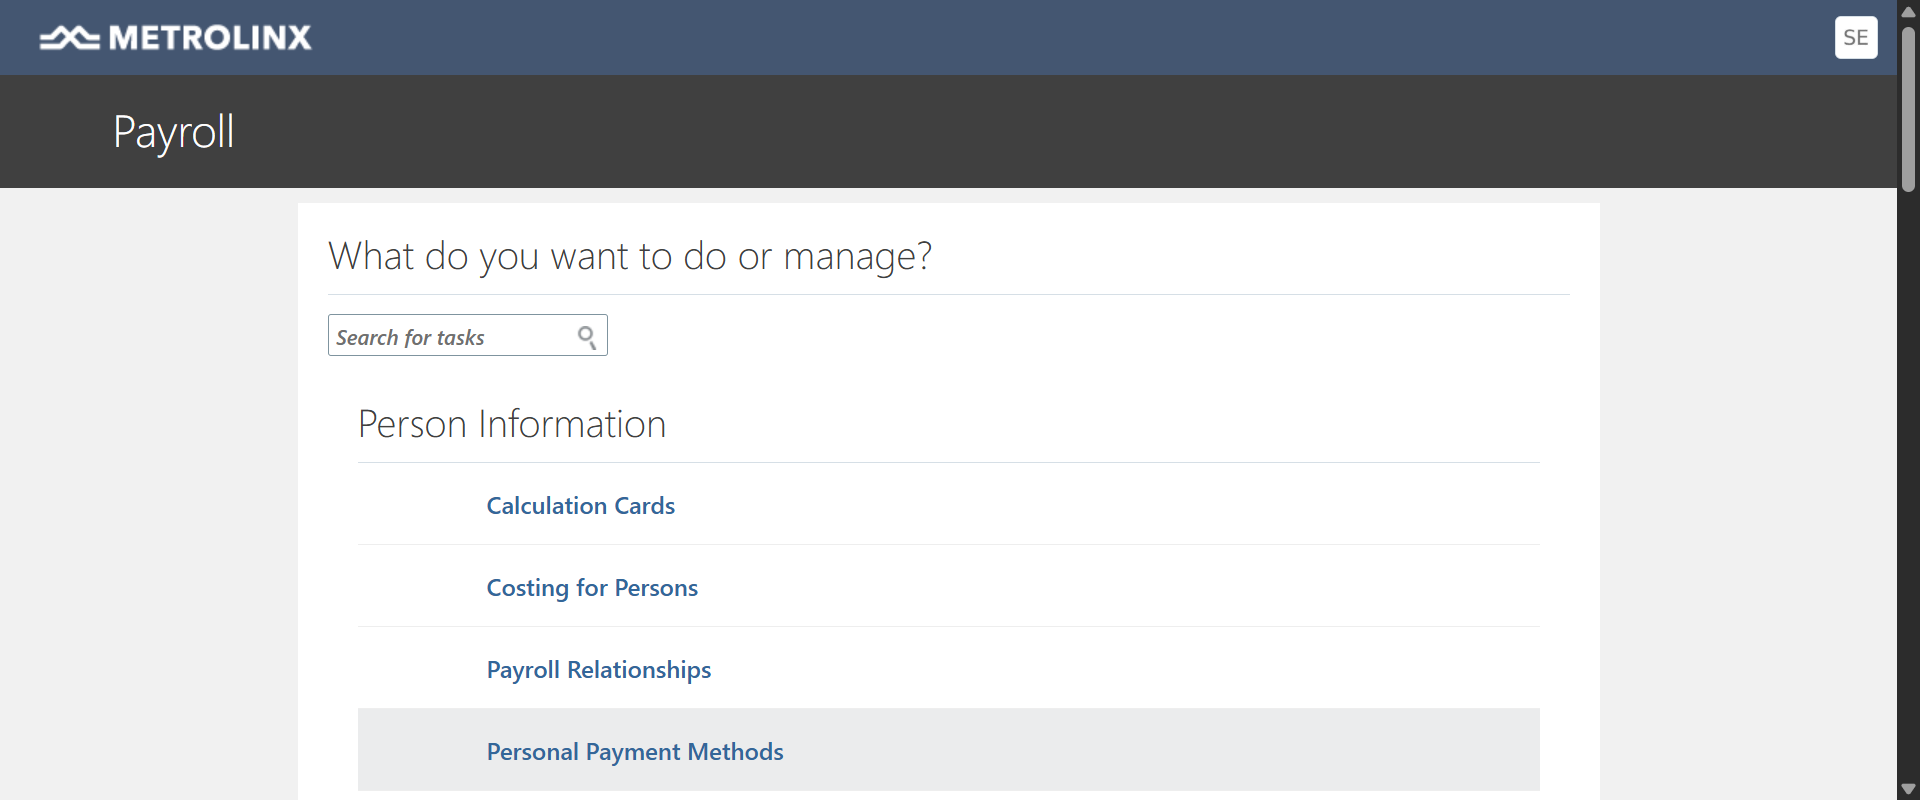 METROLINX
SE
Payroll
What do you want to do or manage?
Search for tasks
Person Information
Calculation Cards
Costing for Persons
Payroll Relationships
Personal Payment Methods